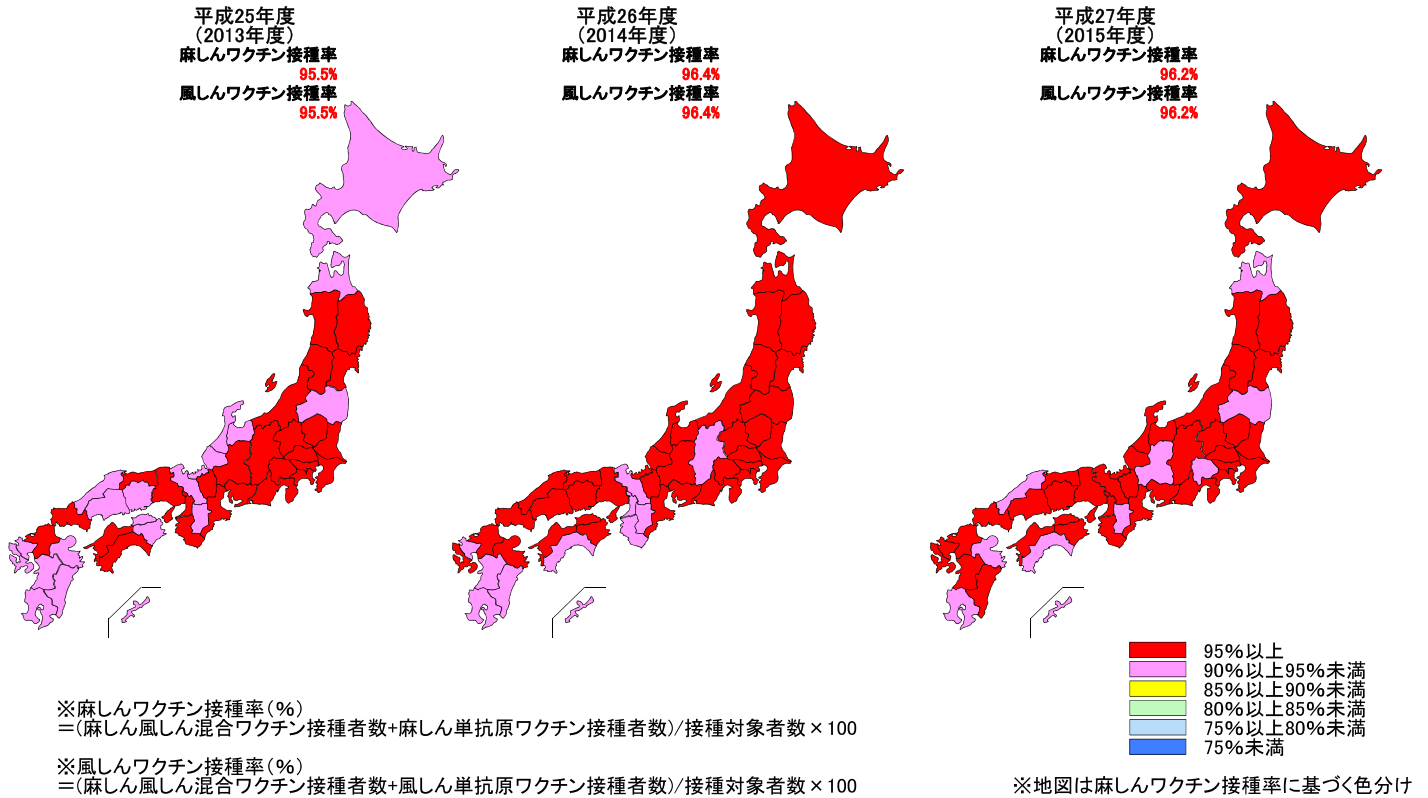 平成25年度
(2013年度)
麻しんワクチン接種率
95.5%
風しんワクチン接種率
95.5%
平成26年度
(2014年度)
麻しんワクチン接種率
96.4%
風しんワクチン接種率
96.4%
平成27年度
(2015年度)
麻しんワクチン接種率
96.2%
風しんワクチン接種率
96.2%
95%以上
90%以上95%未満
85%以上90%未満
80%以上85%未満
75%以上80%未満
75%未満
※麻しんワクチン接種率(%)
=(麻しん風しん混合ワクチン接種者数+麻しん単抗原ワクチン接種者数)/接種対象者数×100
※風しんワクチン接種率(%)
=(麻しん風しん混合ワクチン接種者数+風しん単抗原ワクチン接種者数)/接種対象者数×100
※地図は麻しんワクチン接種率に基づく色分け